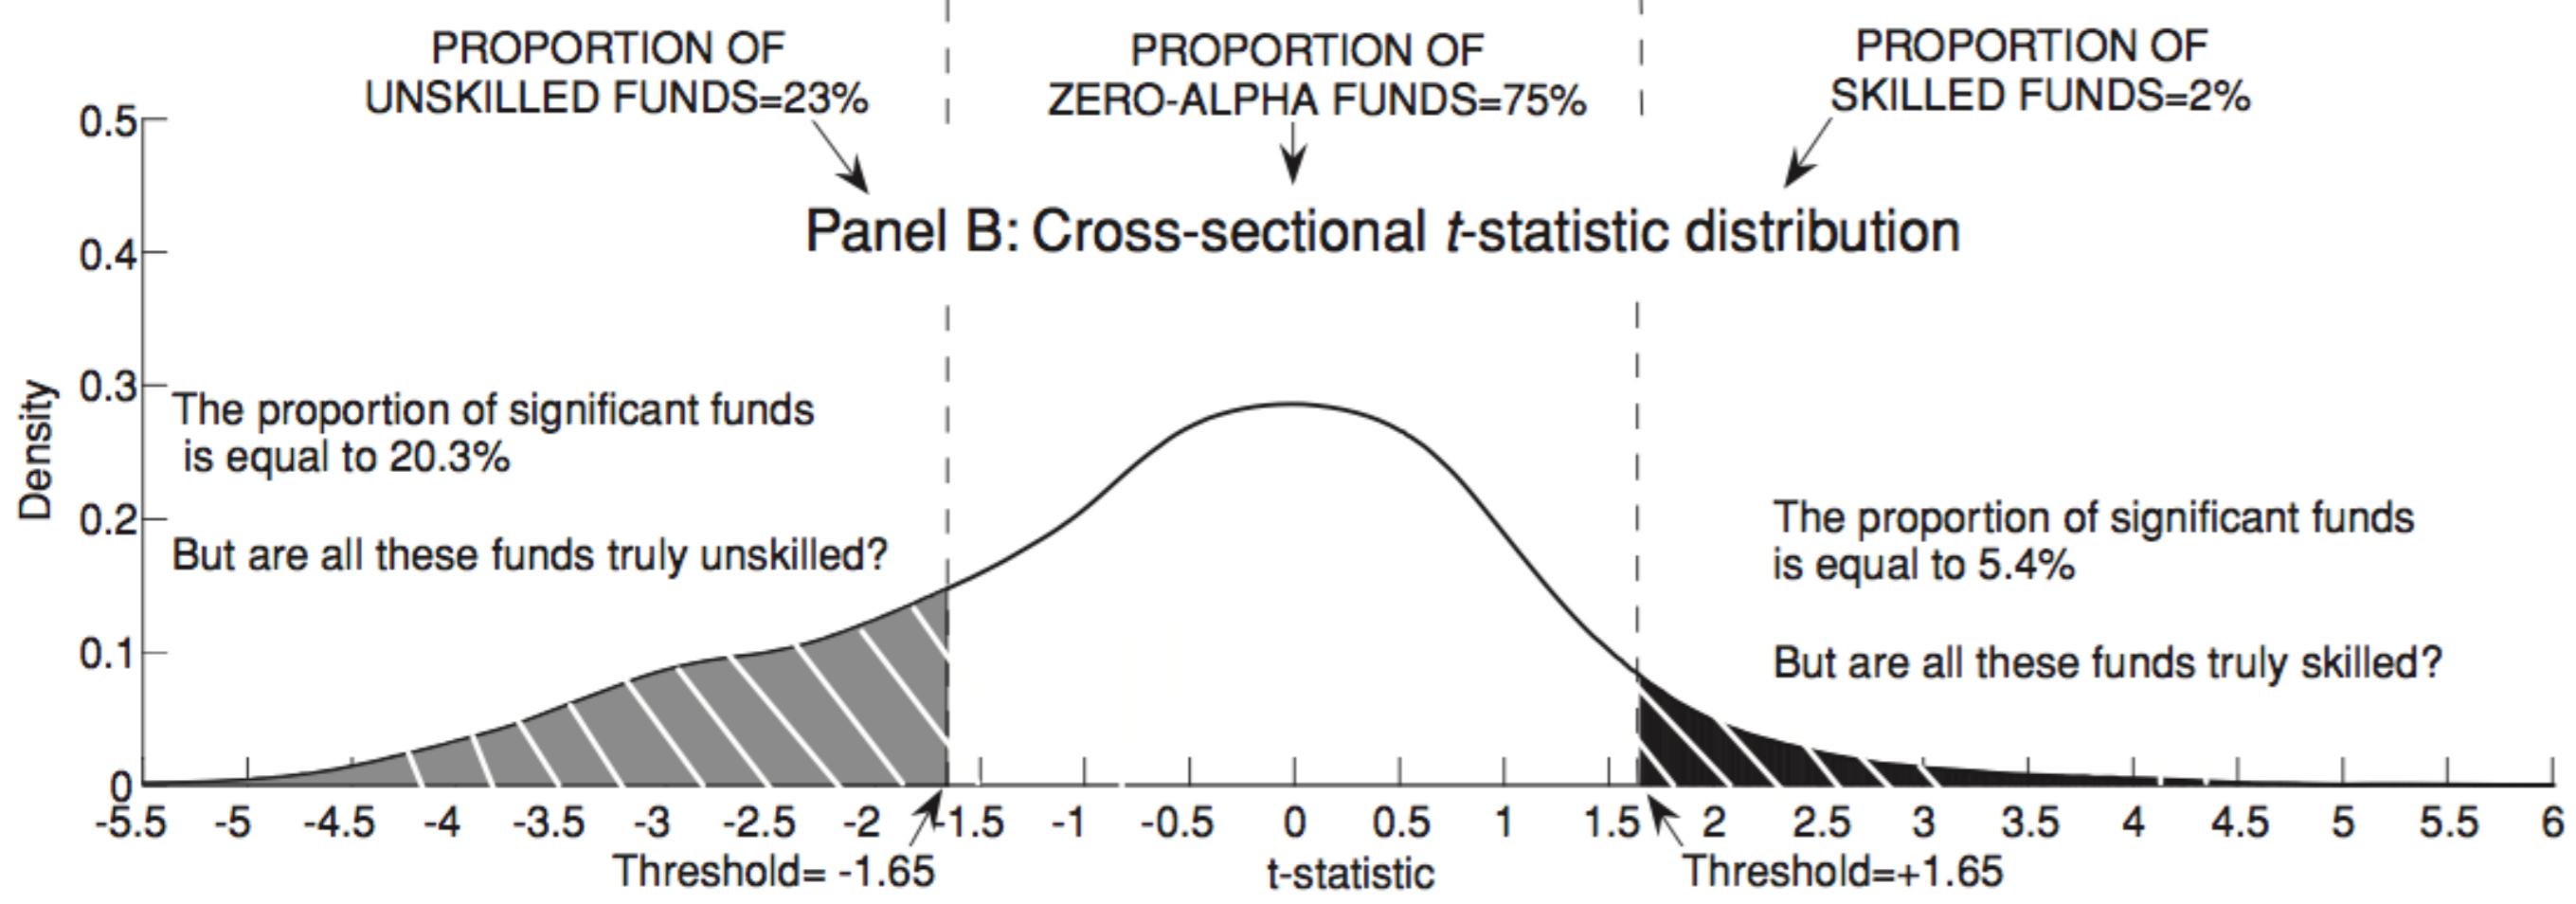 PROPORTION OF
UNSKILLED FUNDS=23%
PROPORTION OF
ZERO-ALPHA FUNDS=75%
PROPORTION OF
SKILLED FUNDS=2%
Panel B: Cross-sectional t-statistic distribution
Density
0.5
0.4
0.3
0.2
0.1
0
The proportion of significant funds
is equal to 20.3%
But are all these funds truly unskilled?
The proportion of significant funds
is equal to 5.4%
But are all these funds truly skilled?
-5.5 -5 -4.5 -4 -3.5 -3 -2.5 -2 -1.5 -1 -0.5 0 0.5 1 1.5 2 2.5 3 3.5 4 4.5 5 5.5 6
Threshold= -1.65
t-statistic
Threshold=+1.65